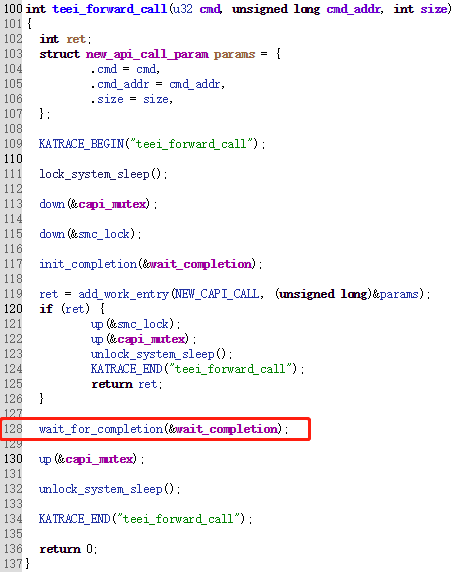 100 int teei_forward_call(u32 cmd, unsigned long cmd_addr, int size)
101 {
102 int ret;
103 struct new_api_call_param params = {
104 .cmd = cmd,
105 .cmd_addr = cmd_addr,
106 .size = size,
107 };
108
109 KATRACE_BEGIN("teei_forward_call");
110
111 lock_system_sleep();
112
113 down(&capi_mutex);
114
115 down(&smc_lock);
116
117 init_completion(&wait_completion);
118
119 ret = add_work_entry(NEW_CAPI_CALL, (unsigned long)&params);
120 if (ret) {
121 up(&smc_lock);
122 up(&capi_mutex);
123 unlock_system_sleep();
124 KATRACE_END("teei_forward_call");
125 return ret;
126 }
127
128 wait_for_completion(&wait_completion);
129
130 up(&capi_mutex);
131
132 unlock_system_sleep();
133
134 KATRACE_END("teei_forward_call");
135
136 return 0;
137 }